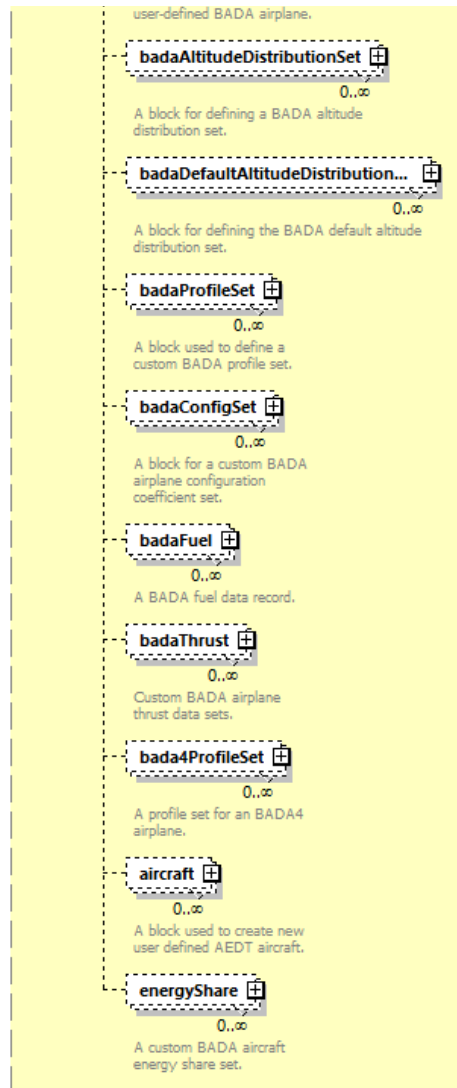 user-defined BADA airplane.
badaAltitudeDistributionSet
0..∞
A block for defining a BADA altitude
distribution set.
badaDefaultAltitudeDistribution...
0..∞
A block for defining the BADA default altitude
distribution set.
badaProfileSet
0..∞
A block used to define a
custom BADA profile set.
badaConfigSet
0..∞
A block for a custom BADA
airplane configuration
coefficient set.
badaFuel
0..∞
A BADA fuel data record.
badaThrust
0..∞
Custom BADA airplane
thrust data sets.
bada4ProfileSet
0..∞
A profile set for an BADA4
airplane.
aircraft
0..∞
A block used to create new
user defined AEDT aircraft.
energyShare
0..∞
A custom BADA aircraft
energy share set.